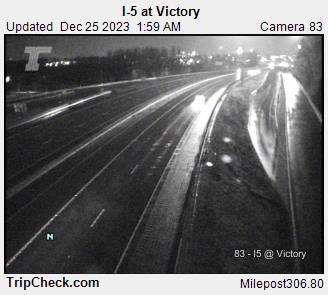 I-5 at Victory
Updated Dec 25 2023 1:59 AM Camera 83
T
N
83 - I5 @ Victory
TripCheck.com Milepost306.80